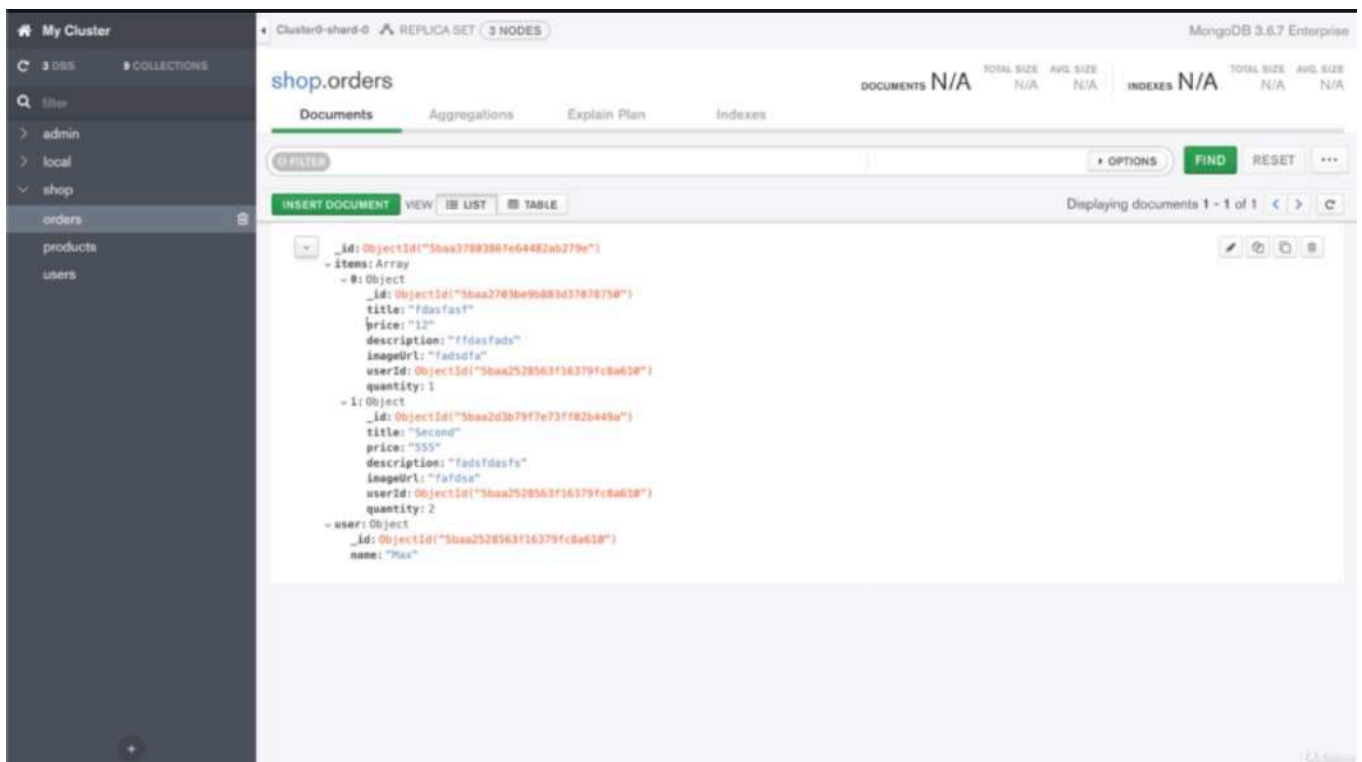 My Cluster
Cluster0-shard-0 REPLICA SET 3 NODES
MongoDB 3.6.7 Enterprise
3 DBS 9 COLLECTIONS
filter
admin
local
shop
orders
products
users
shop.orders
DOCUMENTS N/A TOTAL SIZE N/A AVG. SIZE N/A INDEXES N/A TOTAL SIZE N/A AVG. SIZE N/A
Documents Aggregations Explain Plan Indexes
FILTER OPTIONS FIND RESET ...
INSERT DOCUMENT VIEW LIST TABLE Displaying documents 1 - 1 of 1 < >
_id: ObjectId("5baa3780386fe64482ab279e")
items: Array
0: Object
_id: ObjectId("5baa2703be9b883d37078750")
title: "fdasfasf"
price: "12"
description: "ffdasfads"
imageUrl: "fadsdfa"
userId: ObjectId("5baa2528563f16379fc8a610")
quantity: 1
1: Object
_id: ObjectId("5baa2d3b79f7e73ff02b449a")
title: "Second"
price: "555"
description: "fadsfdasfs"
imageUrl: "fafdsa"
userId: ObjectId("5baa2528563f16379fc8a610")
quantity: 2
user: Object
_id: ObjectId("5baa2528563f16379fc8a610")
name: "Max"